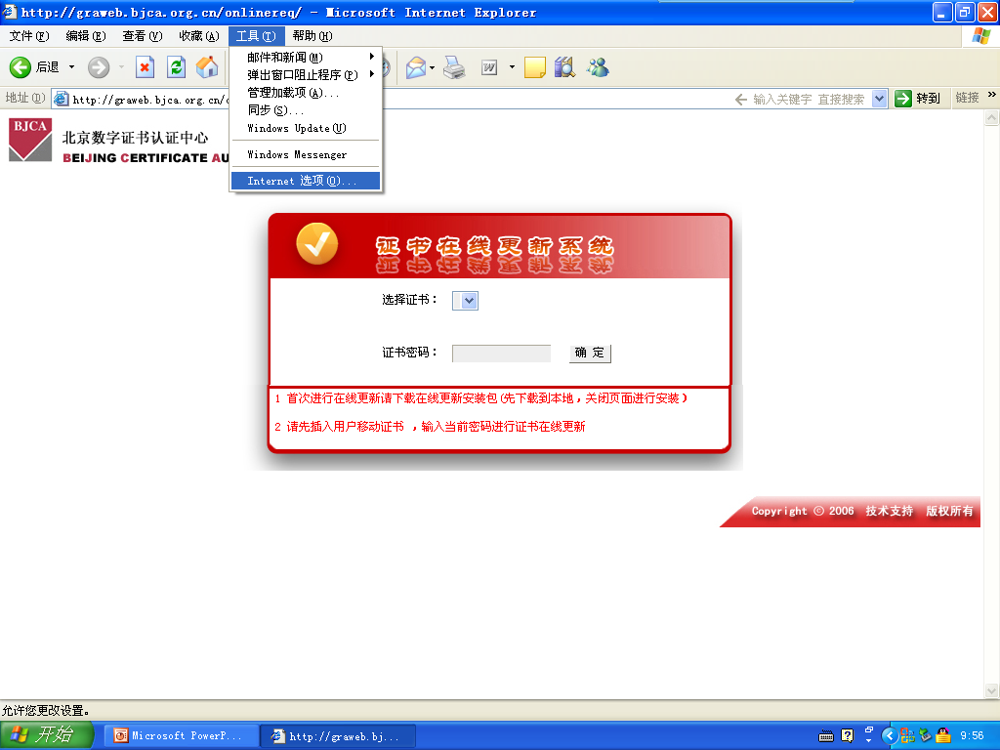 http://graweb.bjca.org.cn/onlinereq/ - Microsoft Internet Explorer
文件(F) 编辑(E) 查看(V) 收藏(A) 工具(T) 帮助(H)
邮件和新闻(M)
弹出窗口阻止程序(P)
管理加载项(A)...
同步(S)...
Windows Update(U)
Windows Messenger
Internet 选项(O)...
后退
地址(D) http://graweb.bjca.org.cn/ 输入关键字 直接搜索 转到 链接 »
BJCA
北京数字证书认证中心
BEIJING CERTIFICATE AU
证书在线更新系统
选择证书：
证书密码： 确 定
1 首次进行在线更新请下载在线更新安装包(先下载到本地，关闭页面进行安装)
2 请先插入用户移动证书 ，输入当前密码进行证书在线更新
Copyright © 2006 技术支持 版权所有
允许您更改设置。
开始 Microsoft PowerP... http://graweb.bj... 9:56